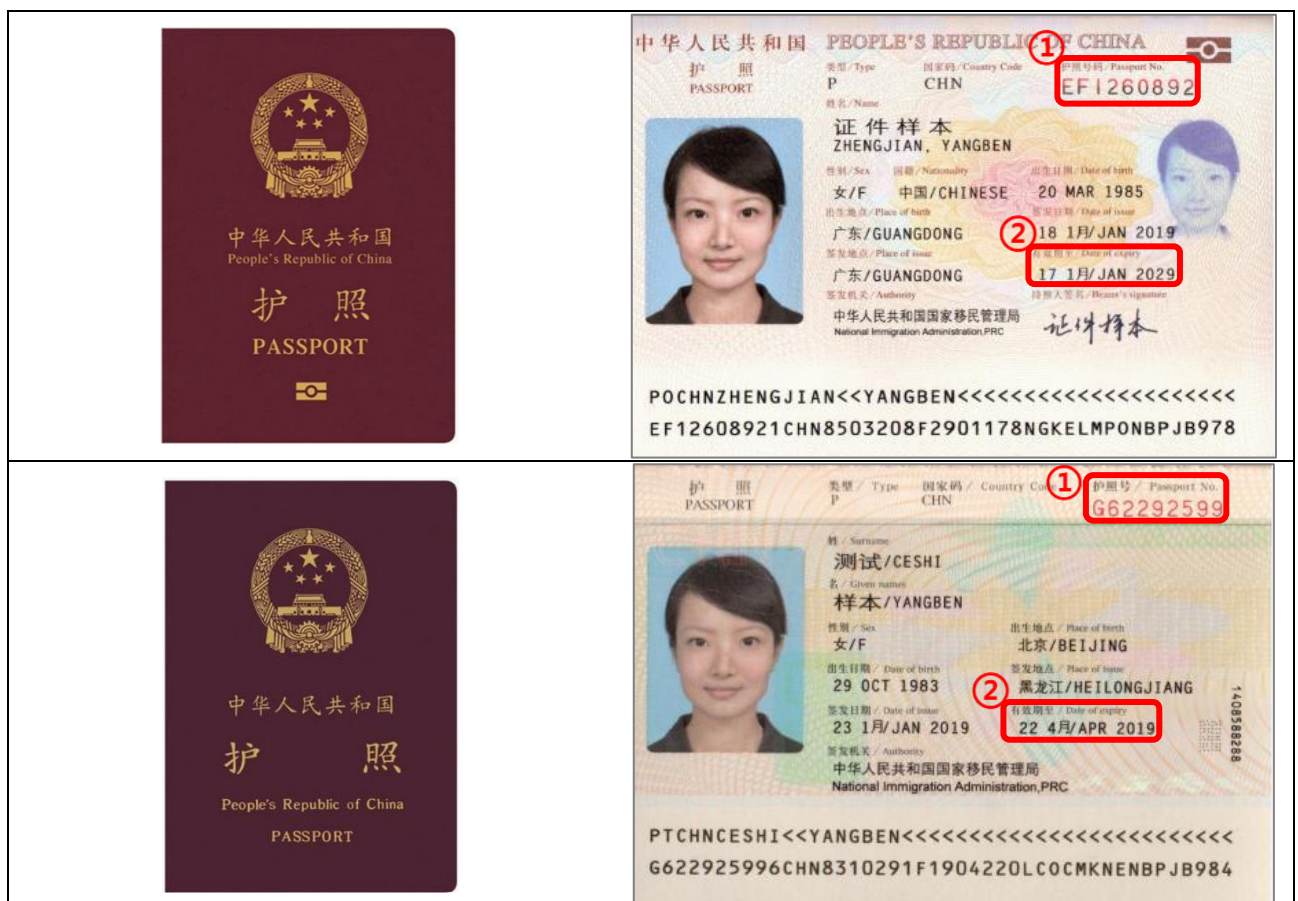 中华人民共和国
People's Republic of China
护 照
PASSPORT
中华人民共和国 PEOPLE'S REPUBLIC OF CHINA
①
护 照
PASSPORT
类型/Type 国家码/Country Code 护照号码/Passport No.
P CHN EF1260892
姓名/Name
证件样本
ZHENGJIAN, YANGBEN
性别/Sex 国籍/Nationality 出生日期/Date of birth
女/F 中国/CHINESE 20 MAR 1985
出生地点/Place of birth 签发日期/Date of issue
广东/GUANGDONG ② 18 1月/JAN 2019
签发地点/Place of issue 有效期至/Date of expiry
广东/GUANGDONG 17 1月/JAN 2029
签发机关/Authority 持照人签名/Bearer's signature
中华人民共和国国家移民管理局 证件样本
National Immigration Administration,PRC
POCHNZHENGJIAN<<YANGBEN<<<<<<<<<<<<<<<<<<<<<
EF12608921CHN8503208F2901178NGKELMPONBPJB978
中华人民共和国
护 照
People's Republic of China
PASSPORT
护 照
PASSPORT
类型/Type 国家码/Country Code ① 护照号/Passport No.
P CHN G62292599
姓/Surname
测试/CESHI
名/Given names
样本/YANGBEN
性别/Sex 出生地点/Place of birth
女/F 北京/BEIJING
出生日期/Date of birth 签发地点/Place of issue
29 OCT 1983 ② 黑龙江/HEILONGJIANG
签发日期/Date of issue 有效期至/Date of expiry
23 1月/JAN 2019 22 4月/APR 2019
签发机关/Authority
中华人民共和国国家移民管理局
National Immigration Administration,PRC
1408588288
PTCHNCESHI<<YANGBEN<<<<<<<<<<<<<<<<<<<<<<<<<
G622925996CHN8310291F1904220LCOCMKNENBPJB984